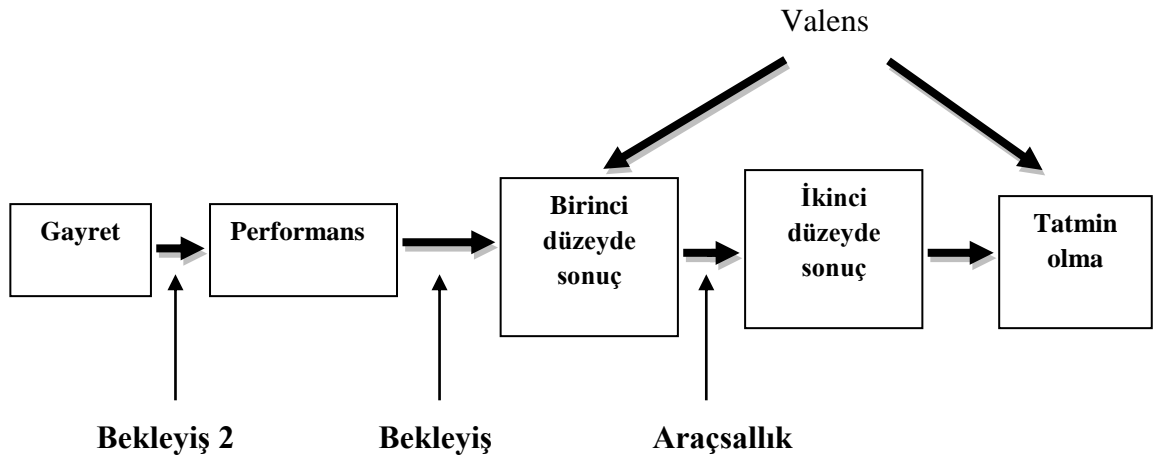 Valens
Gayret
Performans
Birinci
düzeyde
sonuç
İkinci
düzeyde
sonuç
Tatmin
olma
Bekleyiş 2
Bekleyiş
Araçsallık